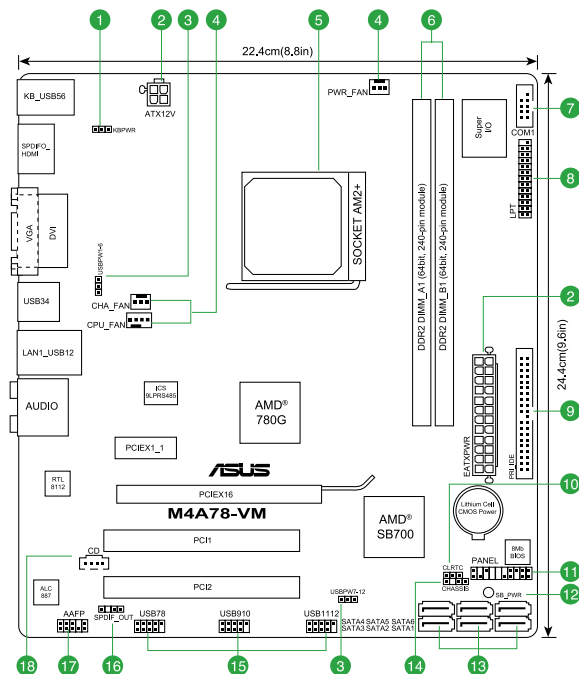 1
2
3
4
5
4
6
22.4cm(8.8in)
KB_USB56
ATX12V
PWR_FAN
Super
I/O
COM1
7
KBPWR
SPDIFO_
HDMI
8
LPT
VGA
DVI
SOCKET AM2+
DDR2 DIMM_A1 (64bit, 240-pin module)
DDR2 DIMM_B1 (64bit, 240-pin module)
USBPW1-6
USB34
CHA_FAN
CPU_FAN
4
2
24.4cm(9.6in)
LAN1_USB12
AUDIO
ICS
9LPRS485
AMD®
780G
EATXPWR
PRI_IDE
9
PCIEX1_1
ASUS
RTL
8112
PCIEX16
M4A78-VM
Lithium Cell
CMOS Power
10
AMD®
SB700
PCI1
CD
18
8Mb
BIOS
CLRTC
PANEL
11
CHASSIS
PCI2
ALC
887
USBPW7-12
SB_PWR
12
AAFP
SPDIF_OUT
USB78
USB910
USB1112
SATA4 SATA5 SATA6
SATA3 SATA2 SATA1
18
17
16
15
3
14
13